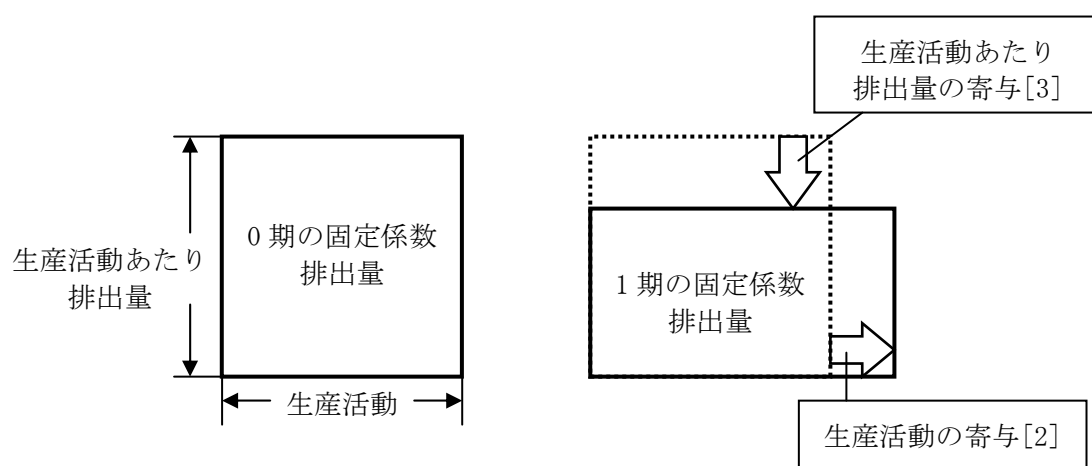 生産活動あたり
排出量の寄与[3]
0 期の固定係数
排出量
生産活動あたり
排出量
生産活動
1 期の固定係数
排出量
生産活動の寄与[2]